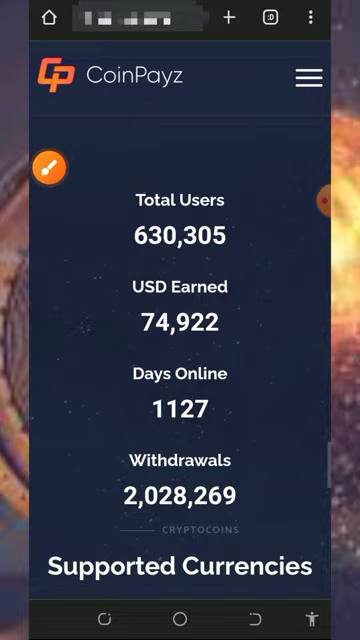 :D
CP CoinPayz
Total Users
630,305
USD Earned
74,922
Days Online
1127
Withdrawals
2,028,269
CRYPTOCOINS
Supported Currencies